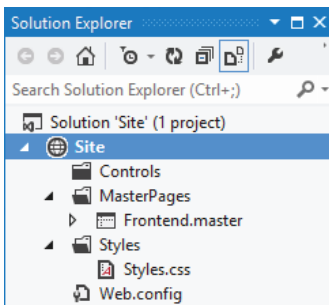 Solution Explorer
Search Solution Explorer (Ctrl+;)
Solution 'Site' (1 project)
Site
Controls
MasterPages
Frontend.master
Styles
Styles.css
Web.config